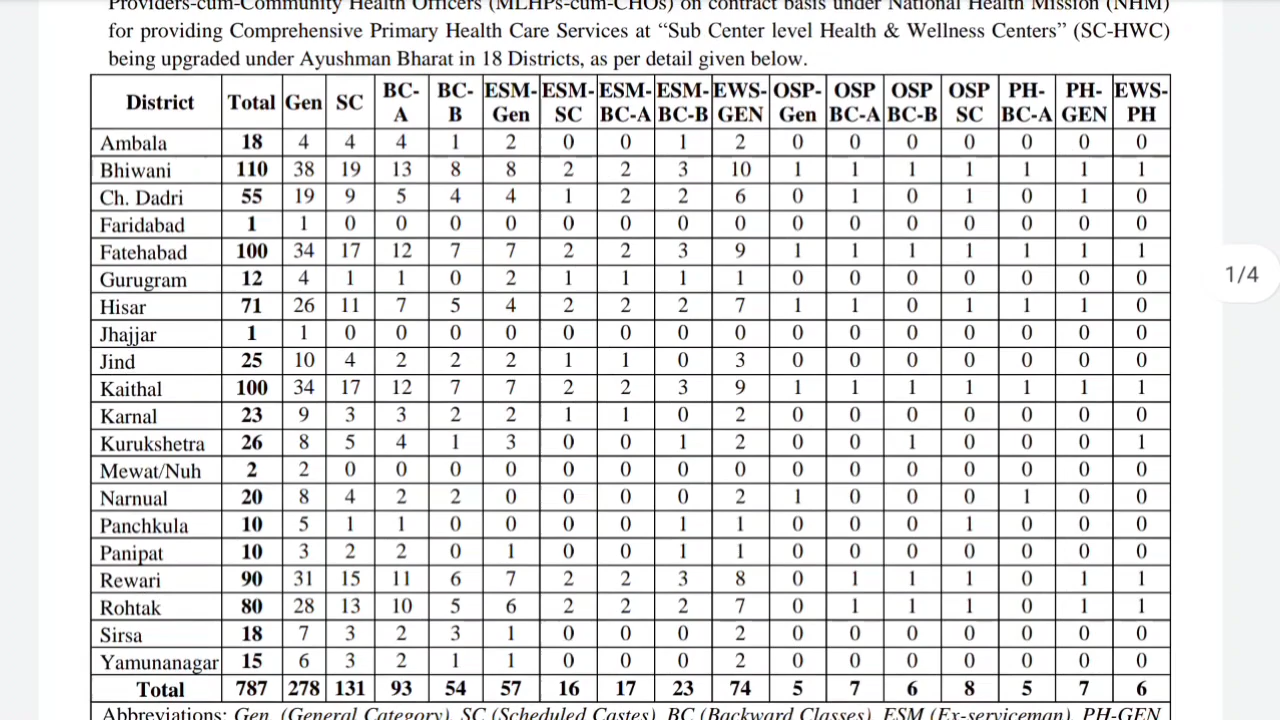 Providers-cum-Community Health Officers (MLHPs-cum-CHOs) on contract basis under National Health Mission (NHM)
for providing Comprehensive Primary Health Care Services at “Sub Center level Health & Wellness Centers” (SC-HWC)
being upgraded under Ayushman Bharat in 18 Districts, as per detail given below.
District Total Gen SC BC-A BC-B ESM-Gen ESM-SC ESM-BC-A ESM-BC-B EWS-GEN OSP-Gen OSP BC-A OSP BC-B OSP SC PH-BC-A PH-GEN EWS-PH
Ambala 18 4 4 4 1 2 0 0 1 2 0 0 0 0 0 0 0
Bhiwani 110 38 19 13 8 8 2 2 3 10 1 1 1 1 1 1 1
Ch. Dadri 55 19 9 5 4 4 1 2 2 6 0 1 0 1 0 1 0
Faridabad 1 1 0 0 0 0 0 0 0 0 0 0 0 0 0 0 0
Fatehabad 100 34 17 12 7 7 2 2 3 9 1 1 1 1 1 1 1
Gurugram 12 4 1 1 0 2 1 1 1 1 0 0 0 0 0 0 0
Hisar 71 26 11 7 5 4 2 2 2 7 1 1 0 1 1 1 0
Jhajjar 1 1 0 0 0 0 0 0 0 0 0 0 0 0 0 0 0
Jind 25 10 4 2 2 2 1 1 0 3 0 0 0 0 0 0 0
Kaithal 100 34 17 12 7 7 2 2 3 9 1 1 1 1 1 1 1
Karnal 23 9 3 3 2 2 1 1 0 2 0 0 0 0 0 0 0
Kurukshetra 26 8 5 4 1 3 0 0 1 2 0 0 1 0 0 0 1
Mewat/Nuh 2 2 0 0 0 0 0 0 0 0 0 0 0 0 0 0 0
Narnual 20 8 4 2 2 0 0 0 0 2 1 0 0 0 1 0 0
Panchkula 10 5 1 1 0 0 0 0 1 1 0 0 0 1 0 0 0
Panipat 10 3 2 2 0 1 0 0 1 1 0 0 0 0 0 0 0
Rewari 90 31 15 11 6 7 2 2 3 8 0 1 1 1 0 1 1
Rohtak 80 28 13 10 5 6 2 2 2 7 0 1 1 1 0 1 1
Sirsa 18 7 3 2 3 1 0 0 0 2 0 0 0 0 0 0 0
Yamunanagar 15 6 3 2 1 1 0 0 0 2 0 0 0 0 0 0 0
Total 787 278 131 93 54 57 16 17 23 74 5 7 6 8 5 7 6
Abbreviations: Gen (General Category), SC (Scheduled Castes), BC (Backward Classes), ESM (Ex-serviceman), PH-GEN
1/4